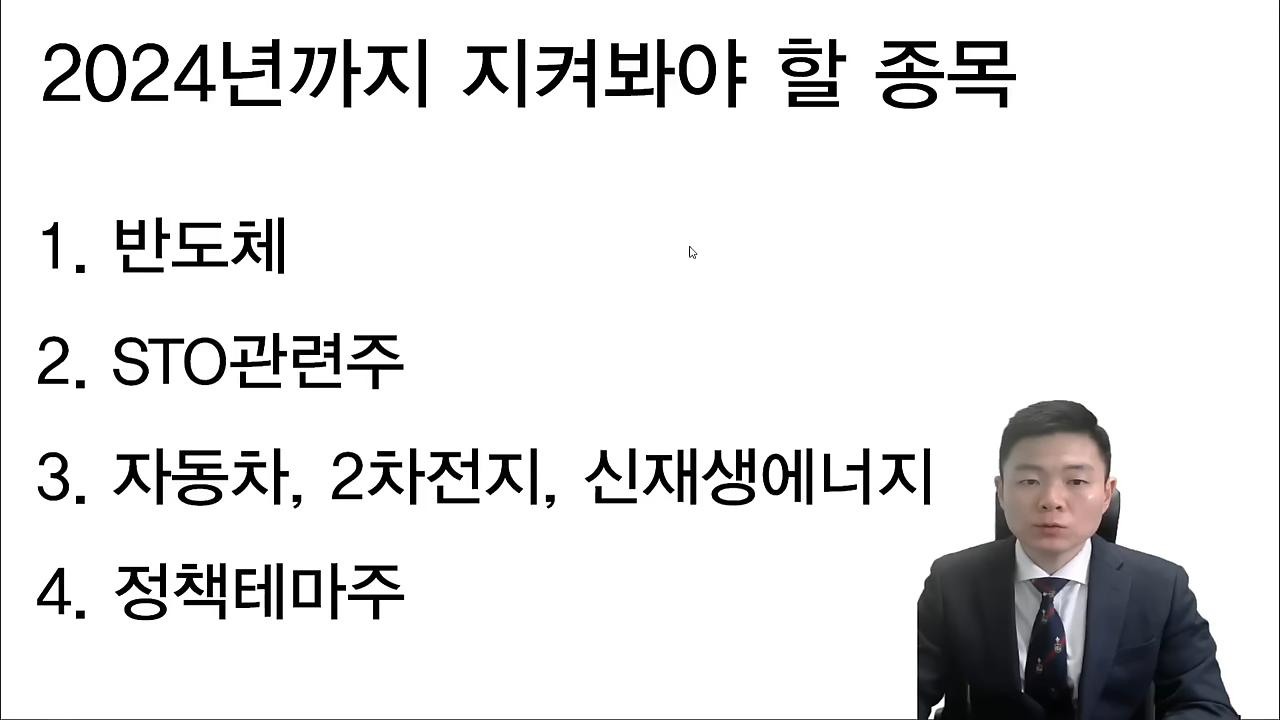 2024년까지 지켜봐야 할 종목
1. 반도체
2. STO관련주
3. 자동차, 2차전지, 신재생에너지
4. 정책테마주